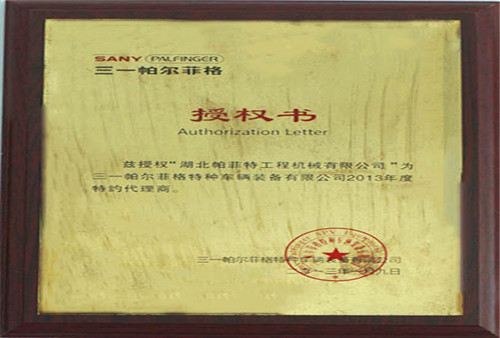 SANY PALFINGER
三一帕尔菲格
授权书
Authorization Letter
兹授权“湖北帕菲特工程机械有限公司”为
三一帕尔菲格特种车辆装备有限公司2013年度
特约代理商。
三一帕尔菲格特种车辆装备有限公司
二〇一三年一月九日